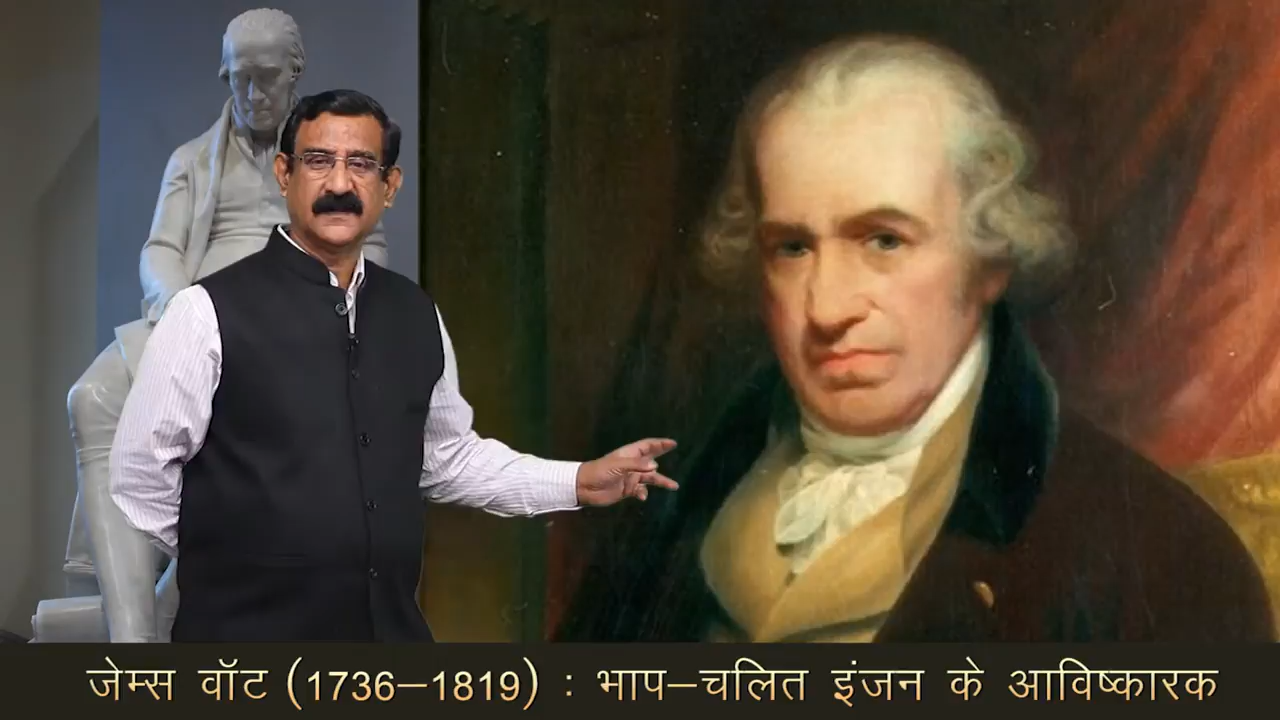 जेम्स वॉट (1736–1819) : भाप–चलित इंजन के आविष्कारक